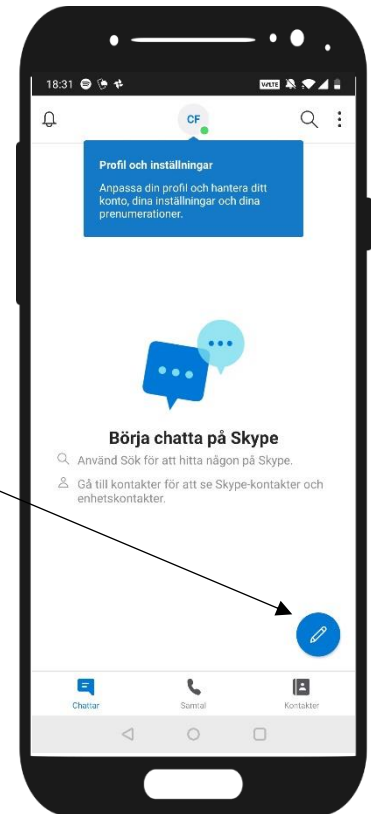 18:31
VoLTE
CF
Profil och inställningar
Anpassa din profil och hantera ditt
konto, dina inställningar och dina
prenumerationer.
Börja chatta på Skype
Använd Sök för att hitta någon på Skype.
Gå till kontakter för att se Skype-kontakter och
enhetskontakter.
Chattar Samtal Kontakter